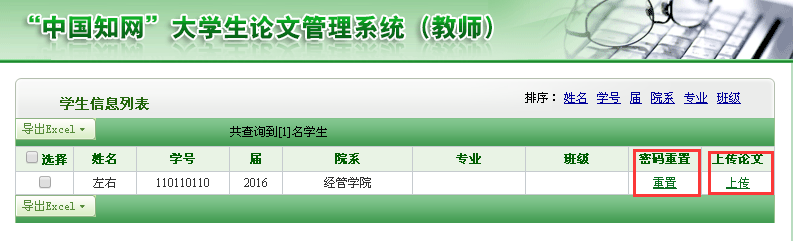 “中国知网”大学生论文管理系统（教师）
学生信息列表
排序： 姓名 学号 届 院系 专业 班级
导出Excel
共查询到[1]名学生
选择 姓名 学号 届 院系 专业 班级 密码重置 上传论文
左右 110110110 2016 经管学院 重置 上传
导出Excel